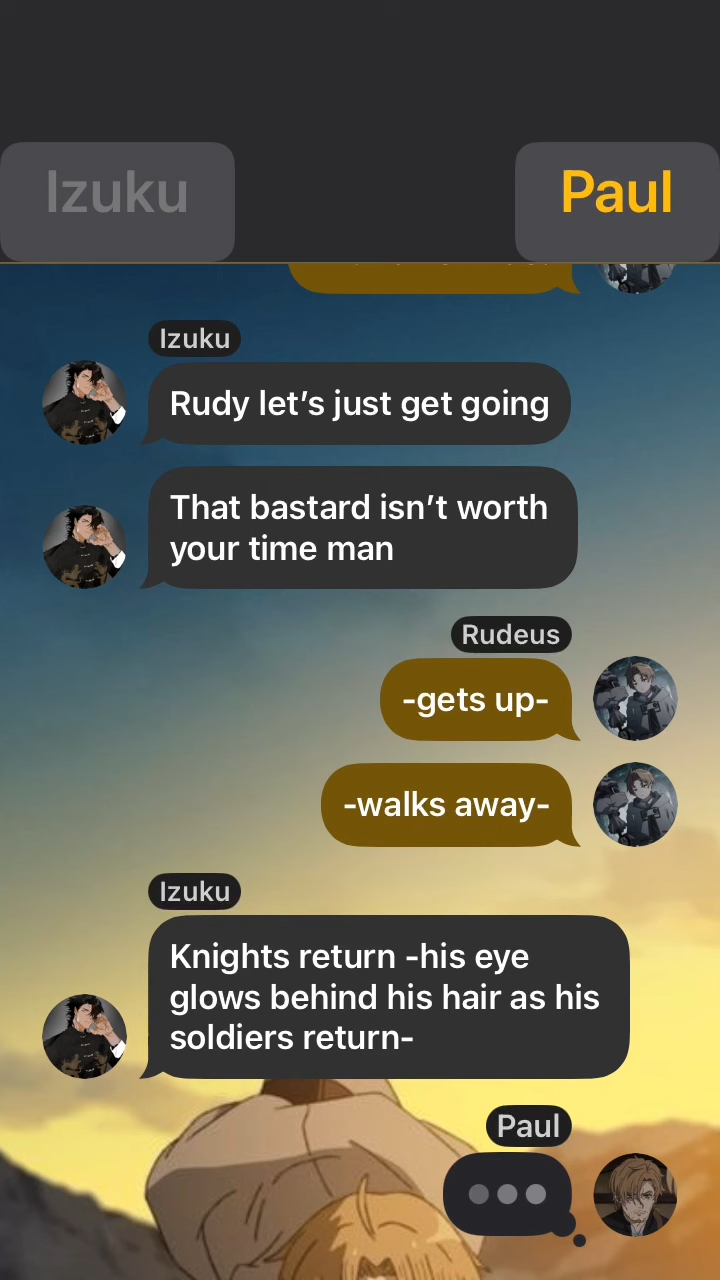 Izuku
Paul
Izuku
Rudy let’s just get going
That bastard isn’t worth
your time man
Rudeus
-gets up-
-walks away-
Izuku
Knights return -his eye
glows behind his hair as his
soldiers return-
Paul